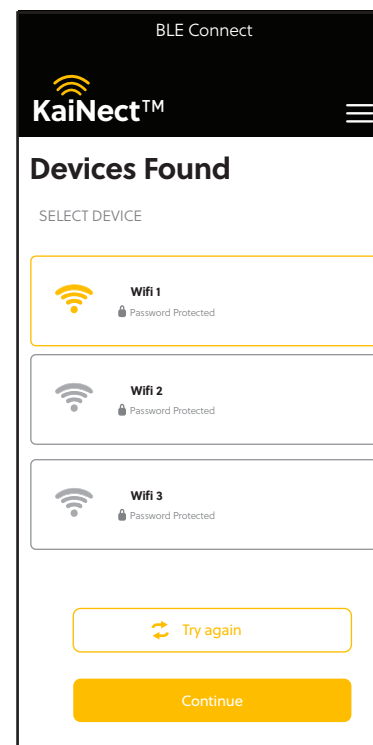 BLE Connect
KaiNect™
Devices Found
SELECT DEVICE
Wifi 1
Password Protected
Wifi 2
Password Protected
Wifi 3
Password Protected
Try again
Continue